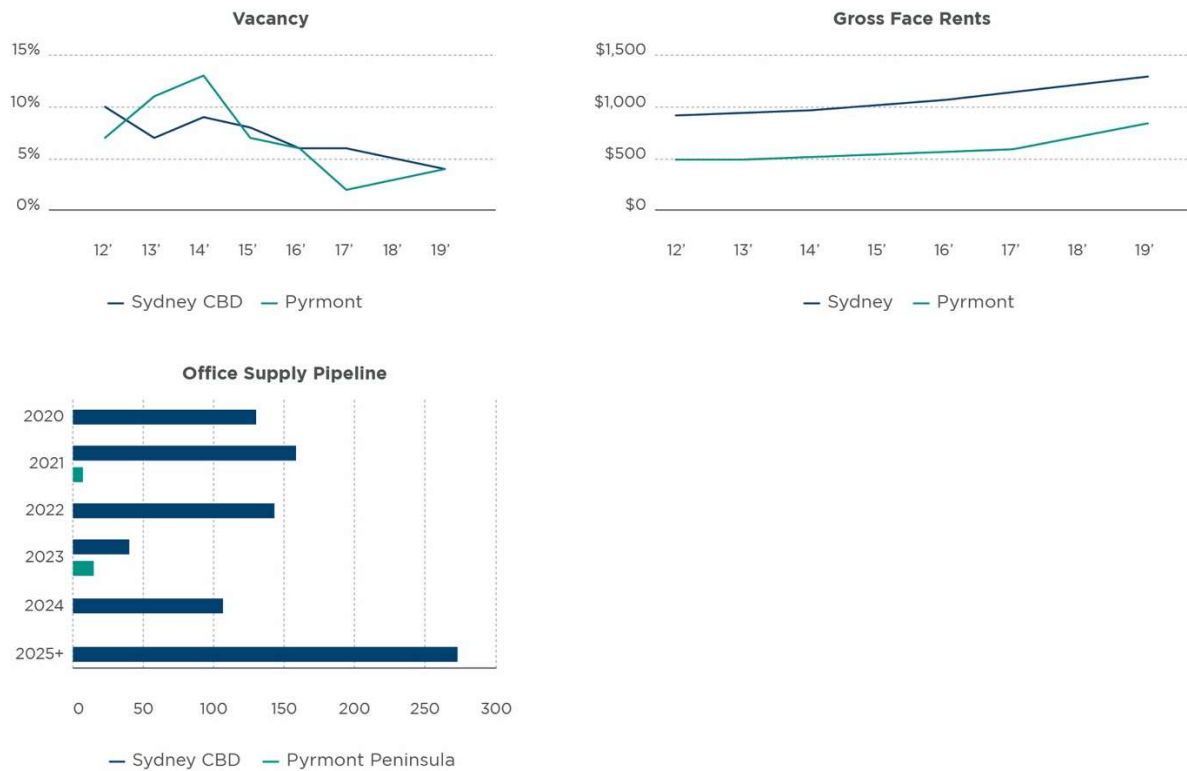 Vacancy
15%
10%
5%
0%
12' 13' 14' 15' 16' 17' 18' 19'
Sydney CBD Pyrmont
Gross Face Rents
$1,500
$1,000
$500
$0
12' 13' 14' 15' 16' 17' 18' 19'
Sydney Pyrmont
Office Supply Pipeline
2020
2021
2022
2023
2024
2025+
0 50 100 150 200 250 300
Sydney CBD Pyrmont Peninsula